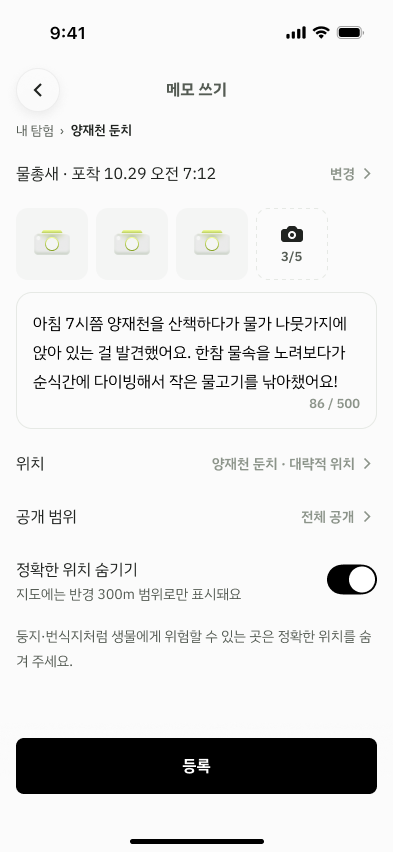 9:41
메모 쓰기
내 탐험 › 양재천 둔치
물총새 · 포착 10.29 오전 7:12
변경
3/5
아침 7시쯤 양재천을 산책하다가 물가 나뭇가지에
앉아 있는 걸 발견했어요. 한참 물속을 노려보다가
순식간에 다이빙해서 작은 물고기를 낚아챘어요!
86 / 500
위치
양재천 둔치 · 대략적 위치
공개 범위
전체 공개
정확한 위치 숨기기
지도에는 반경 300m 범위로만 표시돼요
둥지·번식지처럼 생물에게 위험할 수 있는 곳은 정확한 위치를 숨
겨 주세요.
등록